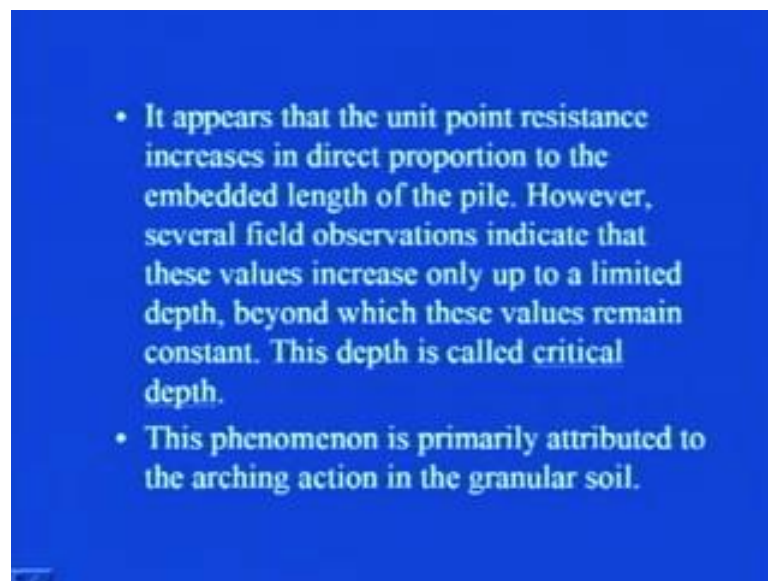 • It appears that the unit point resistance
increases in direct proportion to the
embedded length of the pile. However,
several field observations indicate that
these values increase only up to a limited
depth, beyond which these values remain
constant. This depth is called critical
depth.
• This phenomenon is primarily attributed to
the arching action in the granular soil.